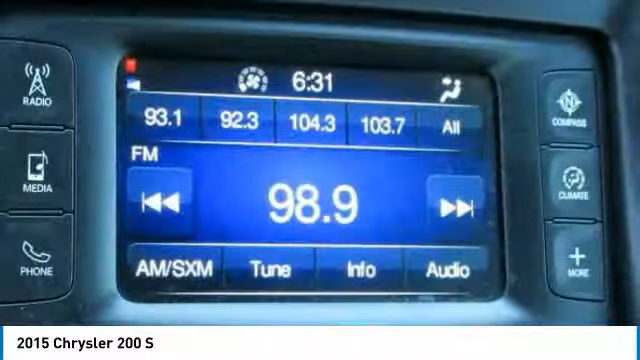 6:31
RADIO
93.1 92.3 104.3 103.7 All
COMPASS
FM
MEDIA
98.9
CLIMATE
PHONE
AM/SXM Tune Info Audio
MORE
2015 Chrysler 200 S